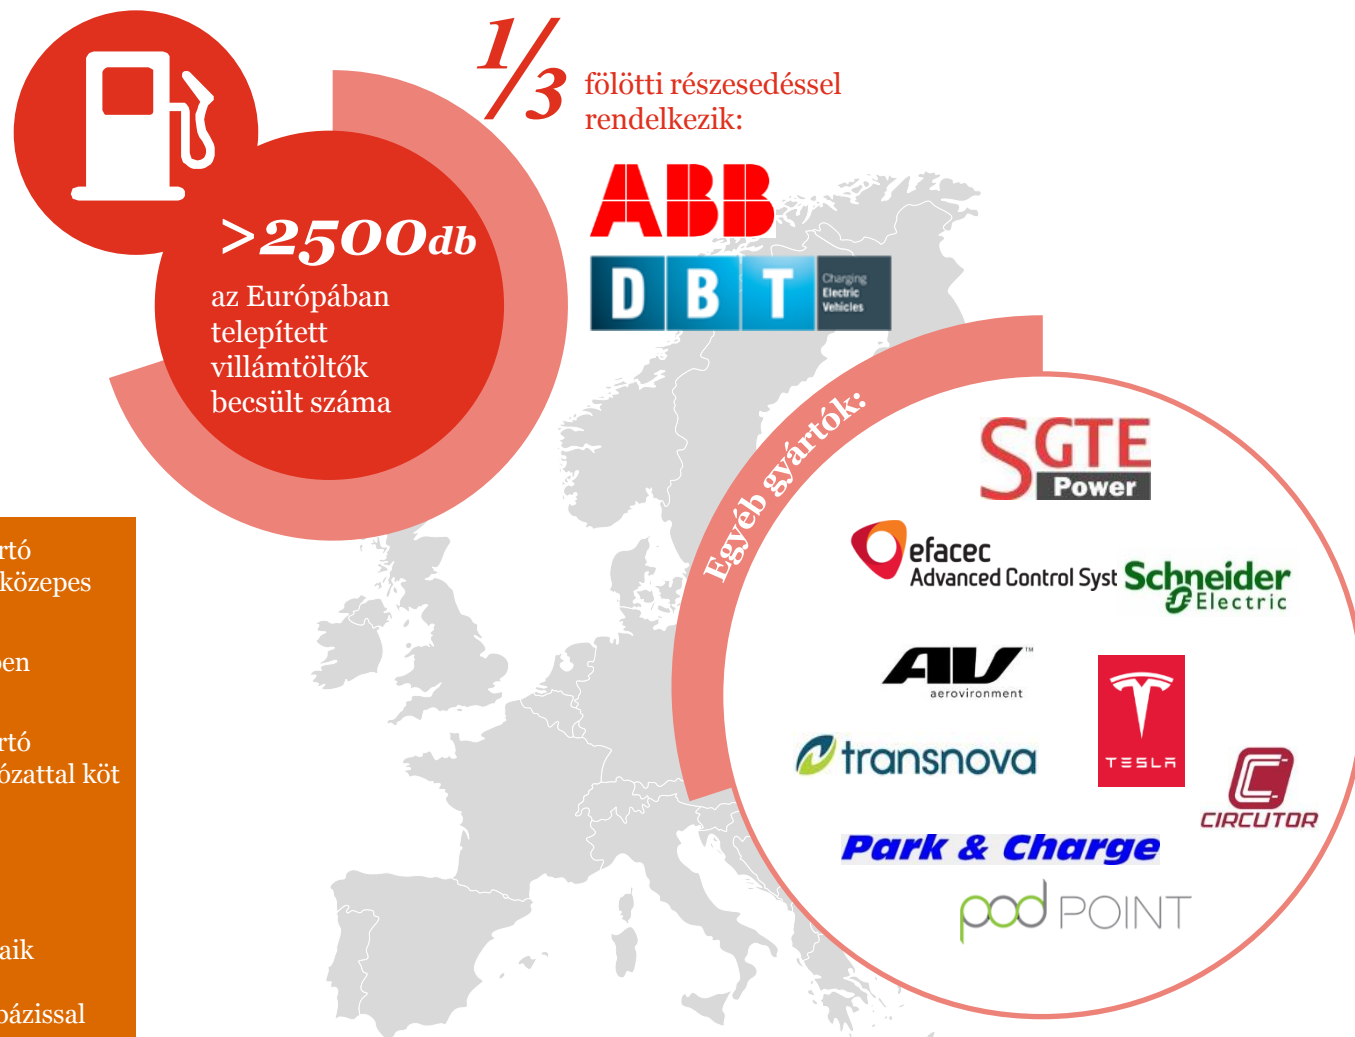 1/3
fölötti részesedéssel
rendelkezik:
ABB
DBT
Charging
Electric
Vehicles
>2500db
az Európában
telepített
villámtöltők
becsült száma
Egyéb gyártók:
SGTE
Power
efacec
Advanced Control Syst
Schneider
Electric
AV™
aerovironment
transnova
TESLA
CIRCUTOR
Park & Charge
pod POINT
rtó
közepes
en
rtó
ózattal köt
aik
bázissal